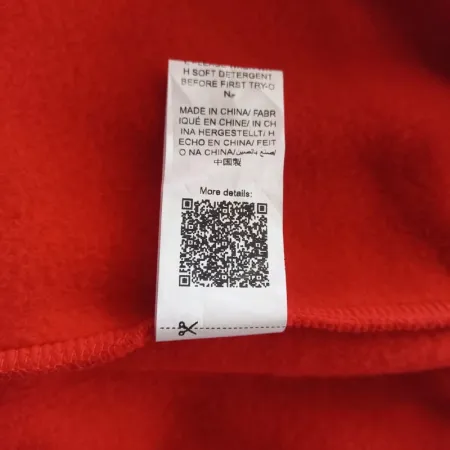 H SOFT DETERGENT
BEFORE FIRST TRY-O
N。
MADE IN CHINA/ FABR
IQUÉ EN CHINE/ IN CH
INA HERGESTELLT/ H
ECHO EN CHINA/ FEIT
O NA CHINA/صنع بالصين/
中国製
More details: